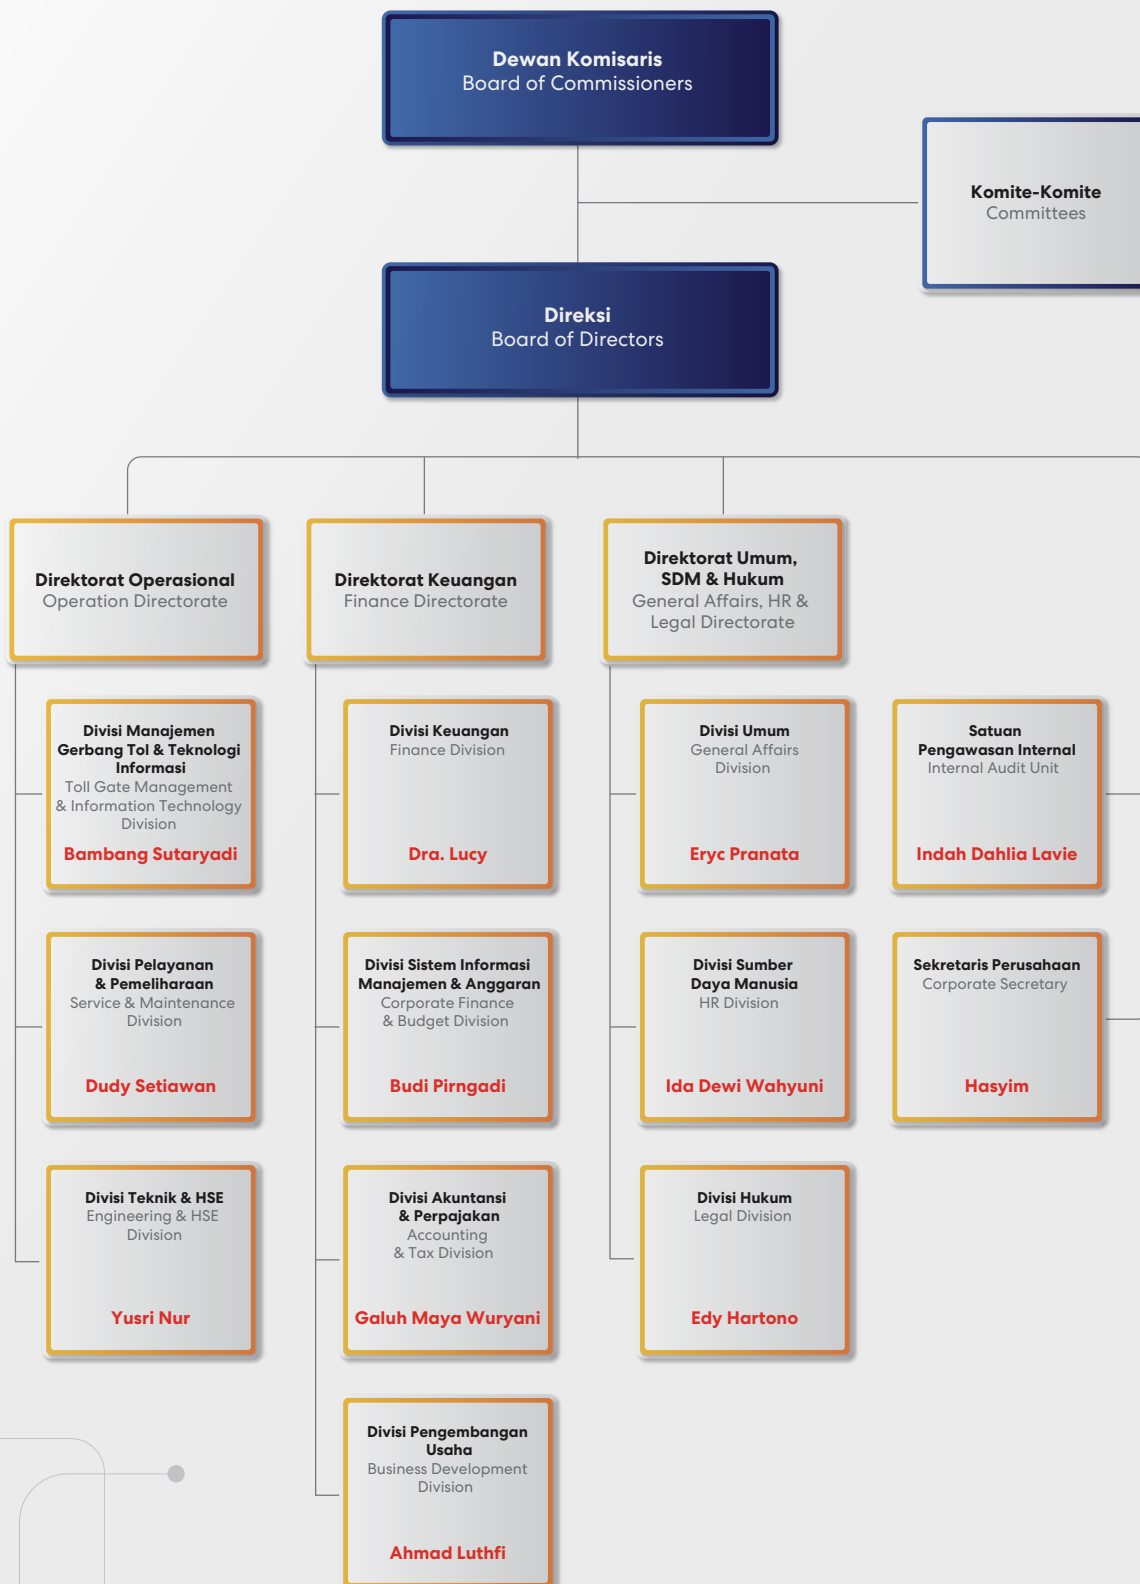 Dewan Komisaris
Board of Commissioners
Komite-Komite
Committees
Direksi
Board of Directors
Direktorat Operasional
Operation Directorate
Direktorat Keuangan
Finance Directorate
Direktorat Umum,
SDM & Hukum
General Affairs, HR &
Legal Directorate
Divisi Manajemen
Gerbang Tol & Teknologi
Informasi
Toll Gate Management
& Information Technology
Division
Bambang Sutaryadi
Divisi Keuangan
Finance Division
Dra. Lucy
Divisi Umum
General Affairs
Division
Eryc Pranata
Satuan
Pengawasan Internal
Internal Audit Unit
Indah Dahlia Lavie
Divisi Pelayanan
& Pemeliharaan
Service & Maintenance
Division
Dudy Setiawan
Divisi Sistem Informasi
Manajemen & Anggaran
Corporate Finance
& Budget Division
Budi Pirngadi
Divisi Sumber
Daya Manusia
HR Division
Ida Dewi Wahyuni
Sekretaris Perusahaan
Corporate Secretary
Hasyim
Divisi Teknik & HSE
Engineering & HSE
Division
Yusri Nur
Divisi Akuntansi
& Perpajakan
Accounting
& Tax Division
Galuh Maya Wuryani
Divisi Hukum
Legal Division
Edy Hartono
Divisi Pengembangan
Usaha
Business Development
Division
Ahmad Luthfi